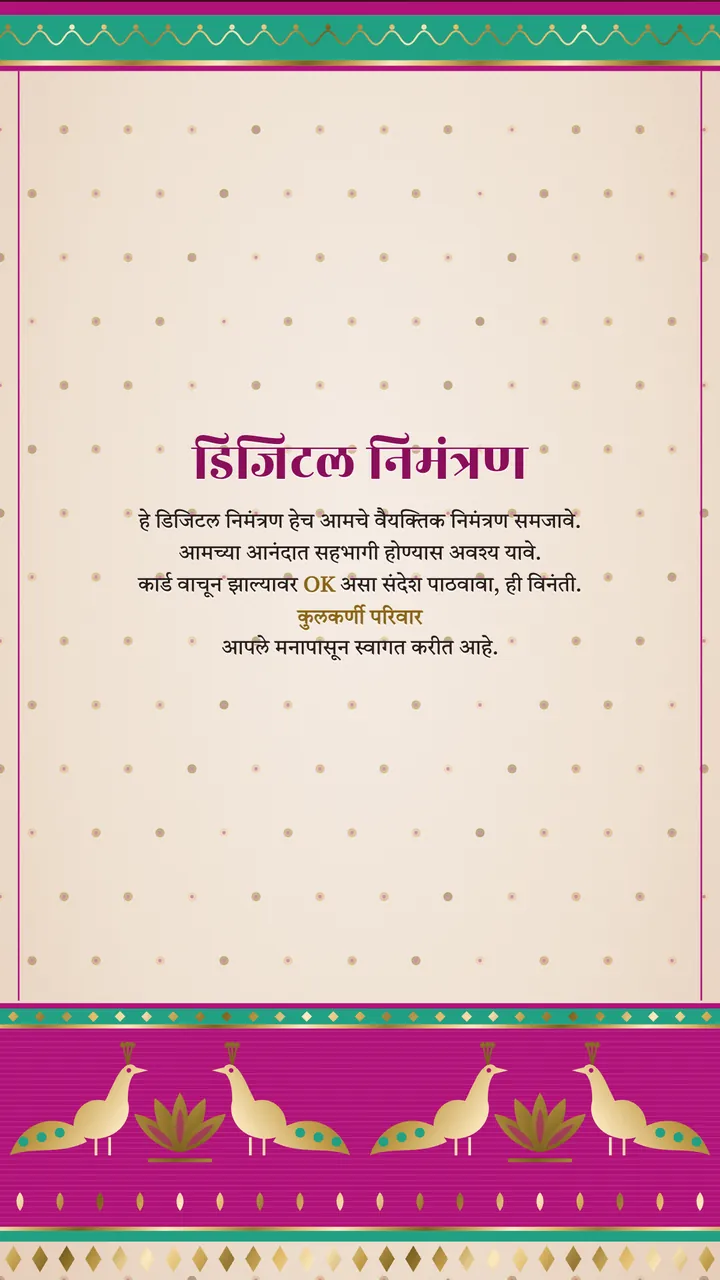 डिजिटल निमंत्रण
हे डिजिटल निमंत्रण हेच आमचे वैयक्तिक निमंत्रण समजावे.
आमच्या आनंदात सहभागी होण्यास अवश्य यावे.
कार्ड वाचून झाल्यावर OK असा संदेश पाठवावा, ही विनंती.
कुलकर्णी परिवार
आपले मनापासून स्वागत करीत आहे.